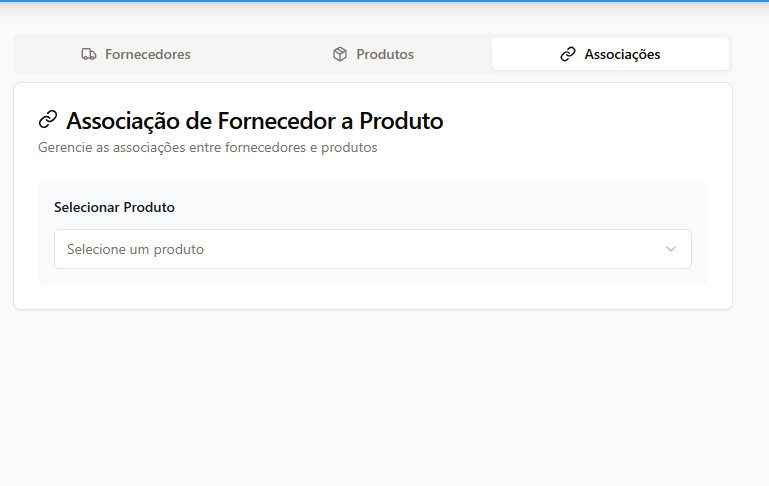 Fornecedores
Produtos
Associações
Associação de Fornecedor a Produto
Gerencie as associações entre fornecedores e produtos
Selecionar Produto
Selecione um produto